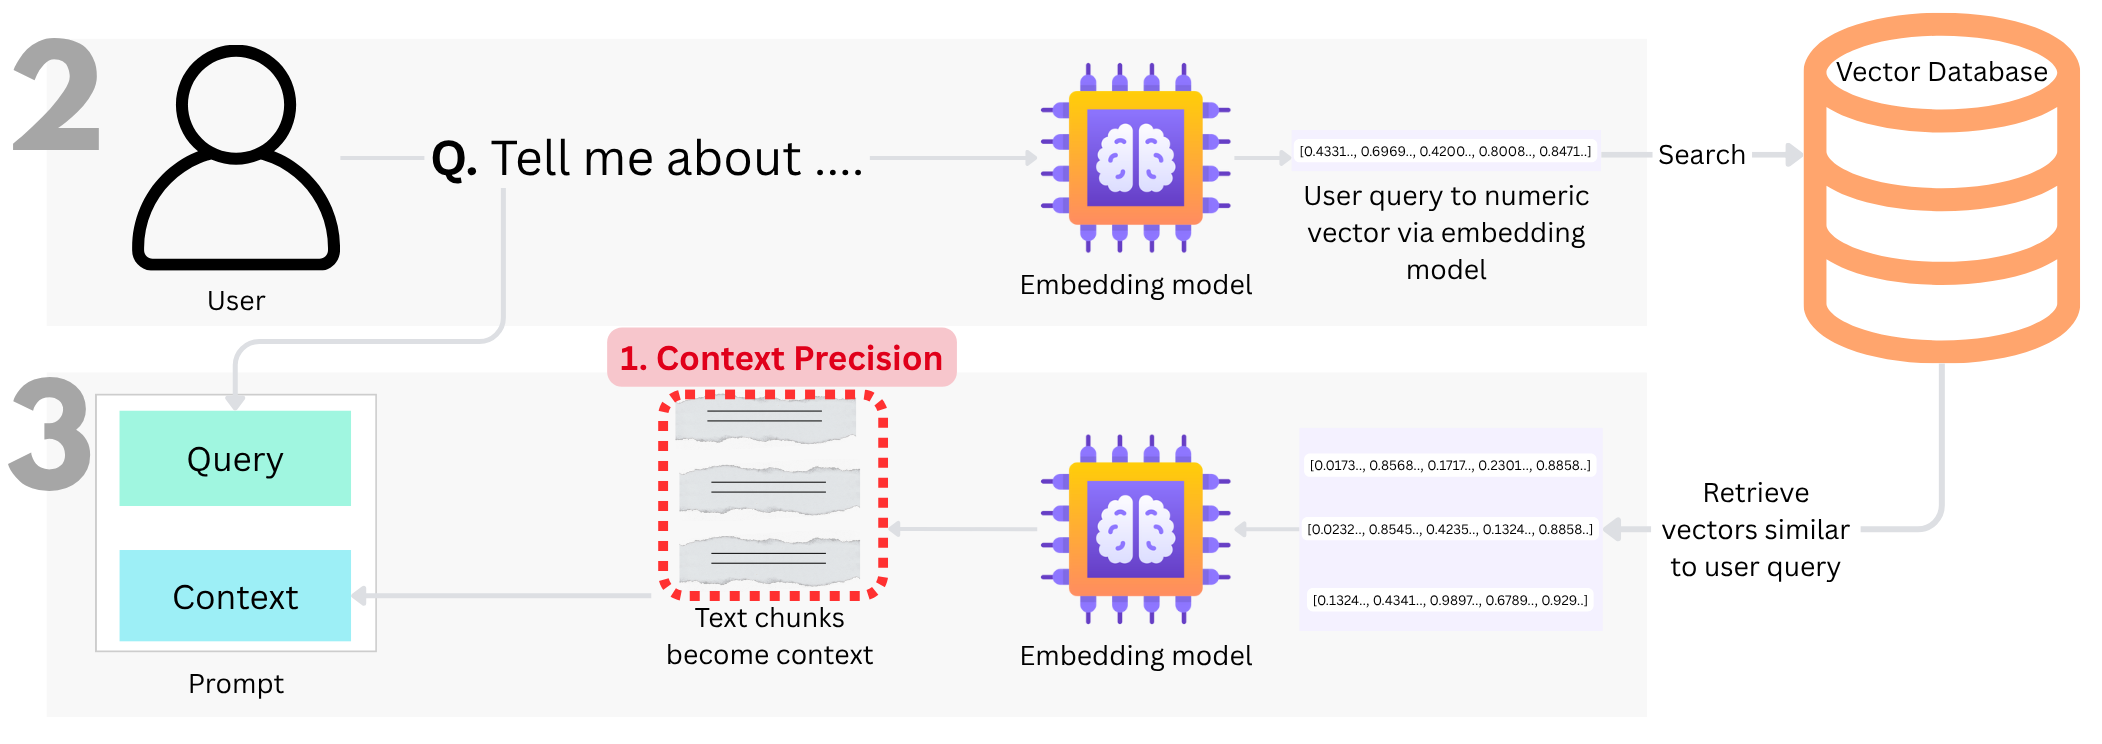 2
User
Q. Tell me about ....
Embedding model
[0.4331.., 0.6969.., 0.4200.., 0.8008.., 0.8471..]
User query to numeric
vector via embedding
model
Search
Vector Database
3
Query
Context
Prompt
1. Context Precision
Text chunks
become context
Embedding model
[0.0173.., 0.8568.., 0.1717.., 0.2301.., 0.8858..]
[0.0232.., 0.8545.., 0.4235.., 0.1324.., 0.8858..]
[0.1324.., 0.4341.., 0.9897.., 0.6789.., 0.929..]
Retrieve
vectors similar
to user query